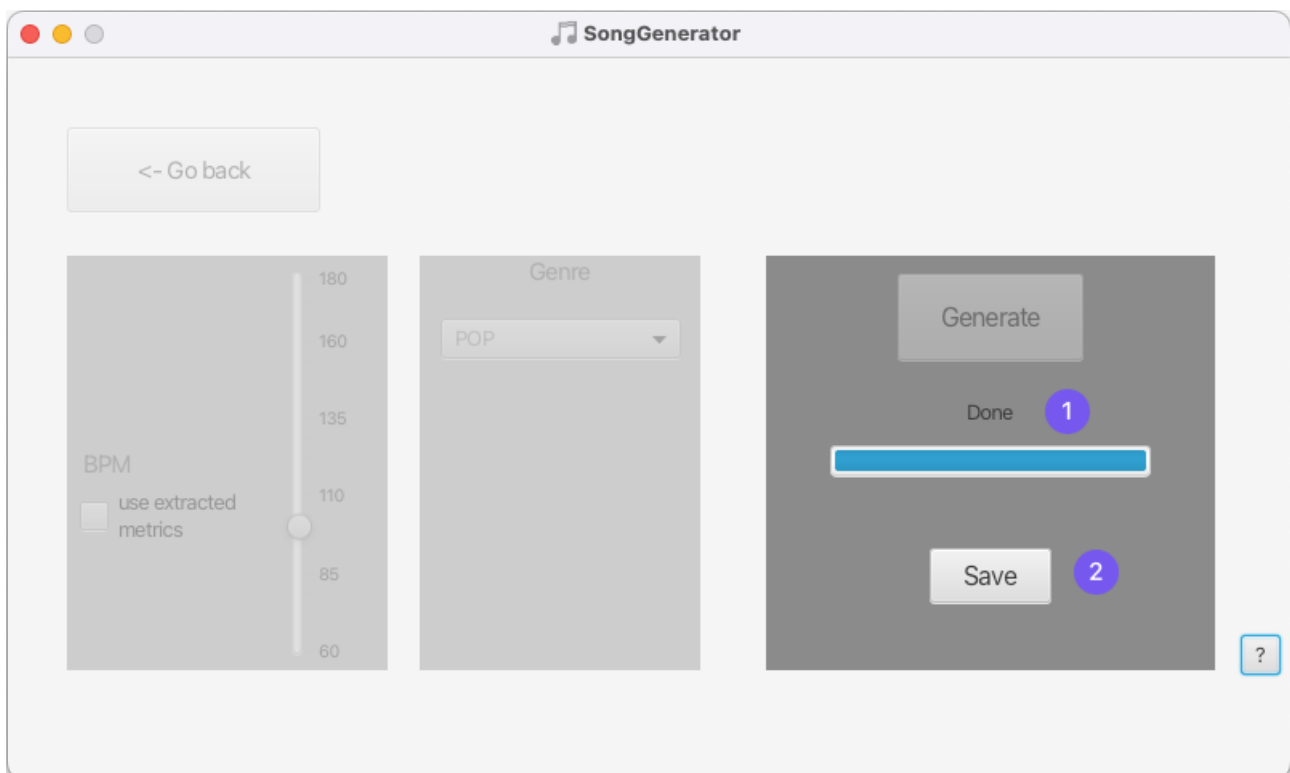 SongGenerator
<- Go back
180
160
135
110
85
60
BPM
use extracted
metrics
Genre
POP
Generate
Done
1
Save
2
?